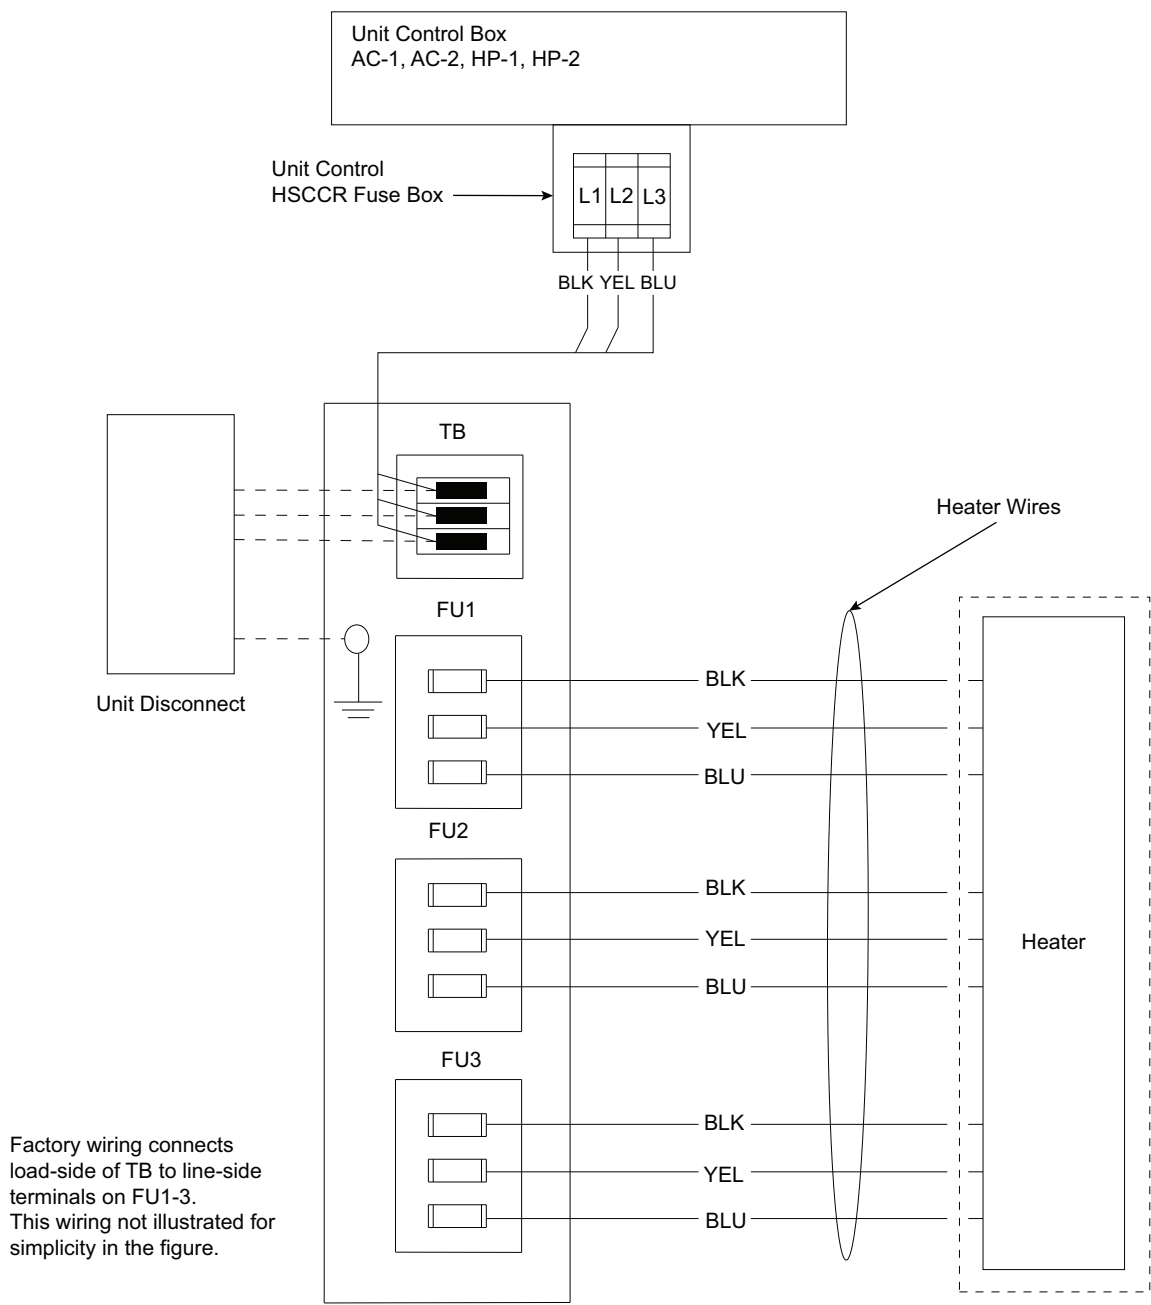 Unit Control Box
AC-1, AC-2, HP-1, HP-2
Unit Control
HSCCR Fuse Box
L1 L2 L3
BLK YEL BLU
TB
Heater Wires
FU1
BLK
Unit Disconnect
YEL
BLU
FU2
BLK
YEL
Heater
BLU
FU3
BLK
Factory wiring connects
load-side of TB to line-side
terminals on FU1-3.
This wiring not illustrated for
simplicity in the figure.
YEL
BLU